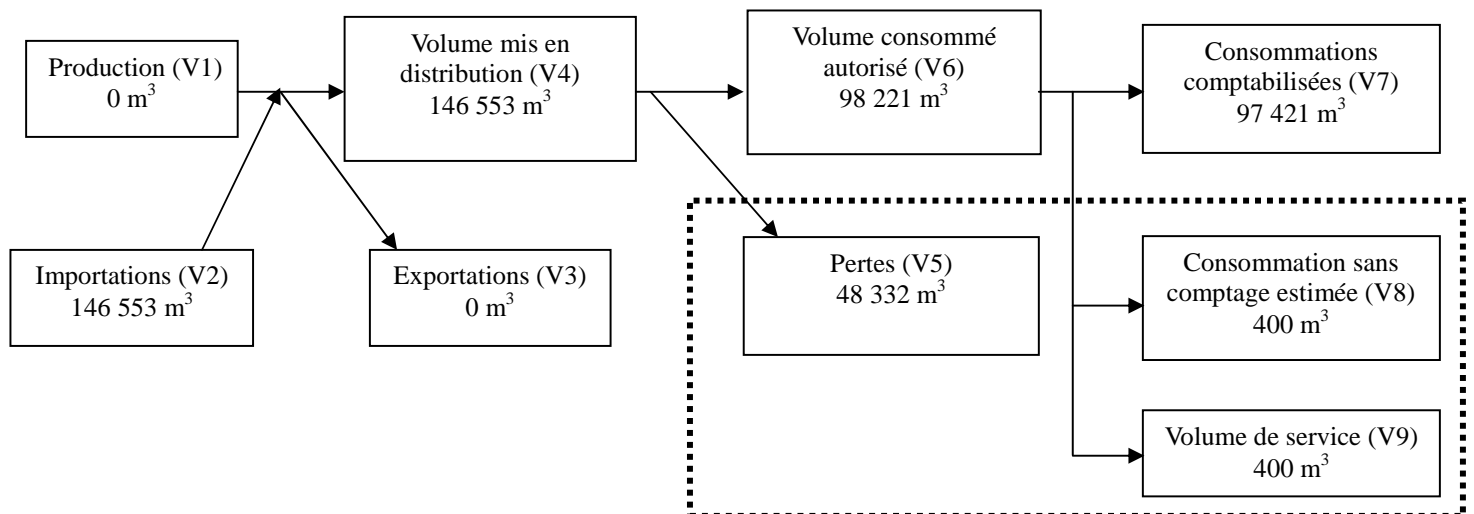 Production (V1)
0 m³
Volume mis en
distribution (V4)
146 553 m³
Volume consommé
autorisé (V6)
98 221 m³
Consommations
comptabilisées (V7)
97 421 m³
Importations (V2)
146 553 m³
Exportations (V3)
0 m³
Pertes (V5)
48 332 m³
Consommation sans
comptage estimée (V8)
400 m³
Volume de service (V9)
400 m³